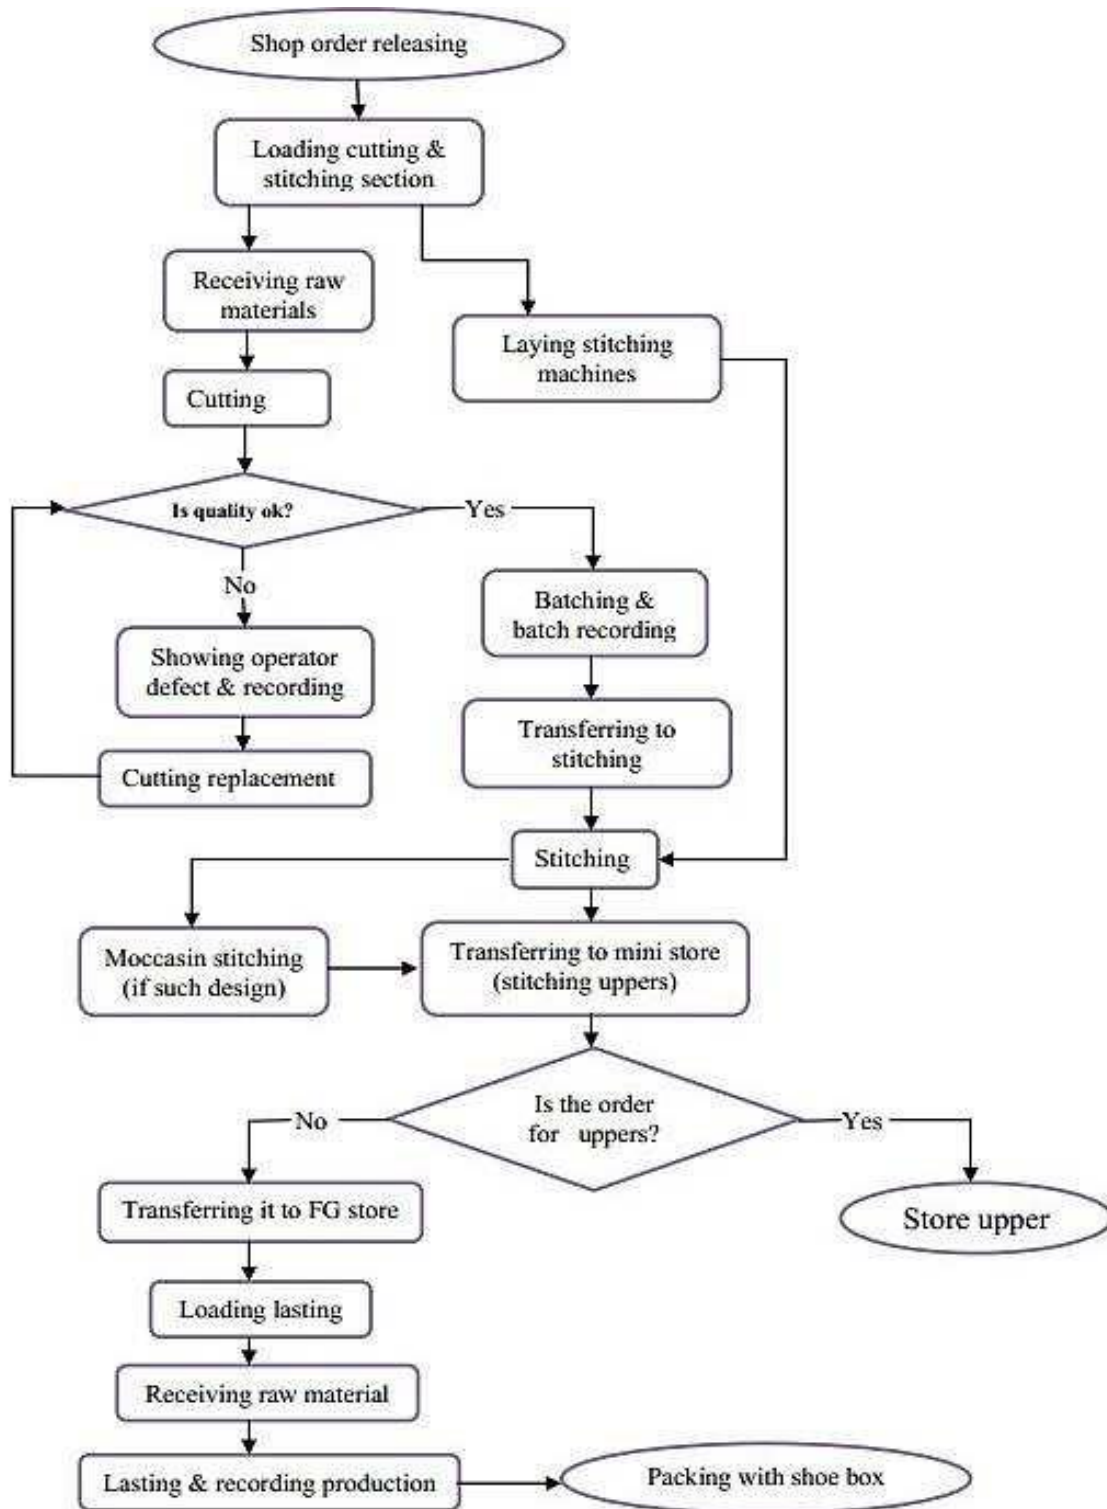 Shop order releasing
Loading cutting &
stitching section
Receiving raw
materials
Laying stitching
machines
Cutting
Is quality ok?
Yes
No
Batching &
batch recording
Showing operator
defect & recording
Transferring to
stitching
Cutting replacement
Stitching
Moccasin stitching
(if such design)
Transferring to mini store
(stitching uppers)
Is the order
for uppers?
No
Yes
Transferring it to FG store
Store upper
Loading lasting
Receiving raw material
Lasting & recording production
Packing with shoe box